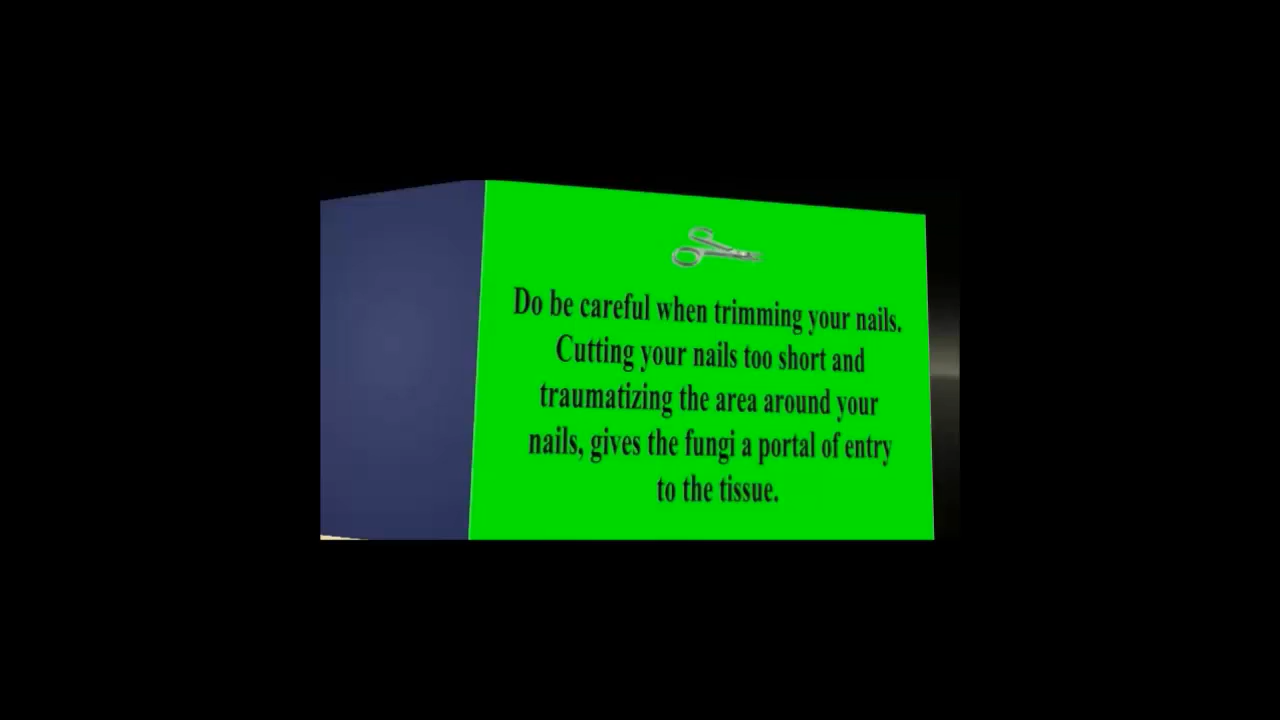 Do be careful when trimming your nails.
Cutting your nails too short and
traumatizing the area around your
nails, gives the fungi a portal of entry
to the tissue.